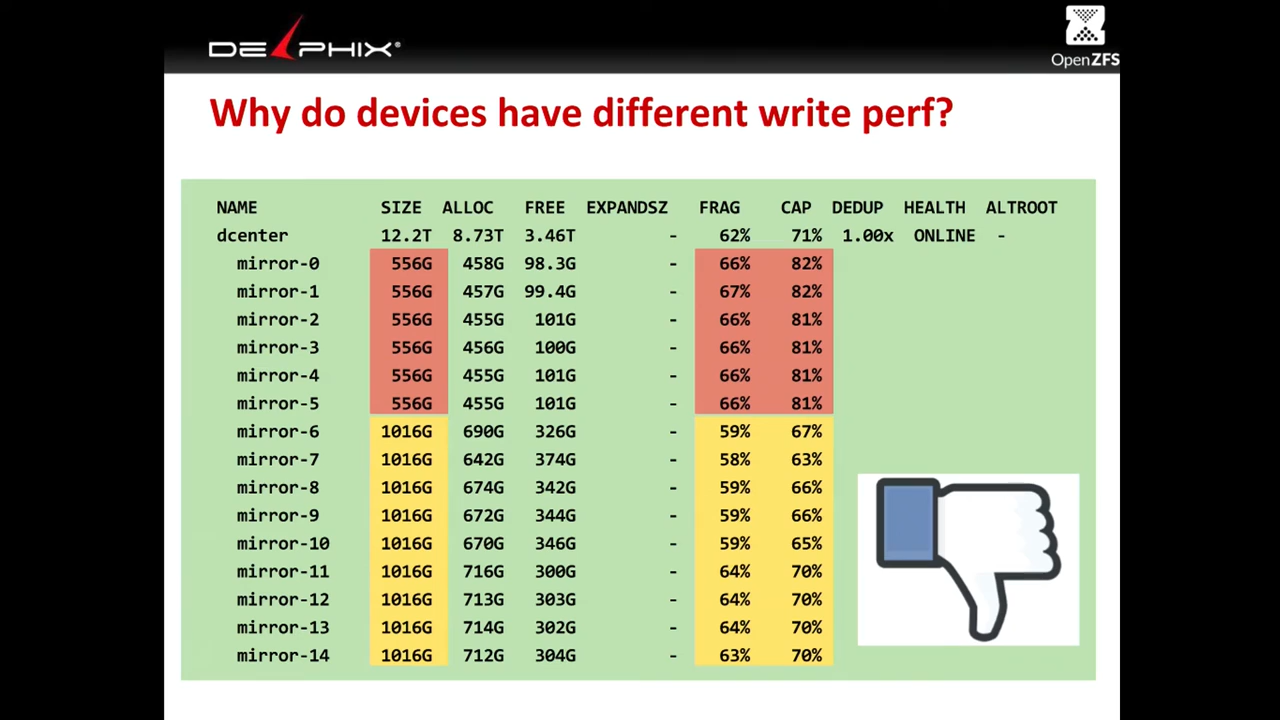 DELPHIX®
OpenZFS
Why do devices have different write perf?
NAME SIZE ALLOC FREE EXPANDSZ FRAG CAP DEDUP HEALTH ALTROOT
dcenter 12.2T 8.73T 3.46T - 62% 71% 1.00x ONLINE -
mirror-0 556G 458G 98.3G - 66% 82%
mirror-1 556G 457G 99.4G - 67% 82%
mirror-2 556G 455G 101G - 66% 81%
mirror-3 556G 456G 100G - 66% 81%
mirror-4 556G 455G 101G - 66% 81%
mirror-5 556G 455G 101G - 66% 81%
mirror-6 1016G 690G 326G - 59% 67%
mirror-7 1016G 642G 374G - 58% 63%
mirror-8 1016G 674G 342G - 59% 66%
mirror-9 1016G 672G 344G - 59% 66%
mirror-10 1016G 670G 346G - 59% 65%
mirror-11 1016G 716G 300G - 64% 70%
mirror-12 1016G 713G 303G - 64% 70%
mirror-13 1016G 714G 302G - 64% 70%
mirror-14 1016G 712G 304G - 63% 70%